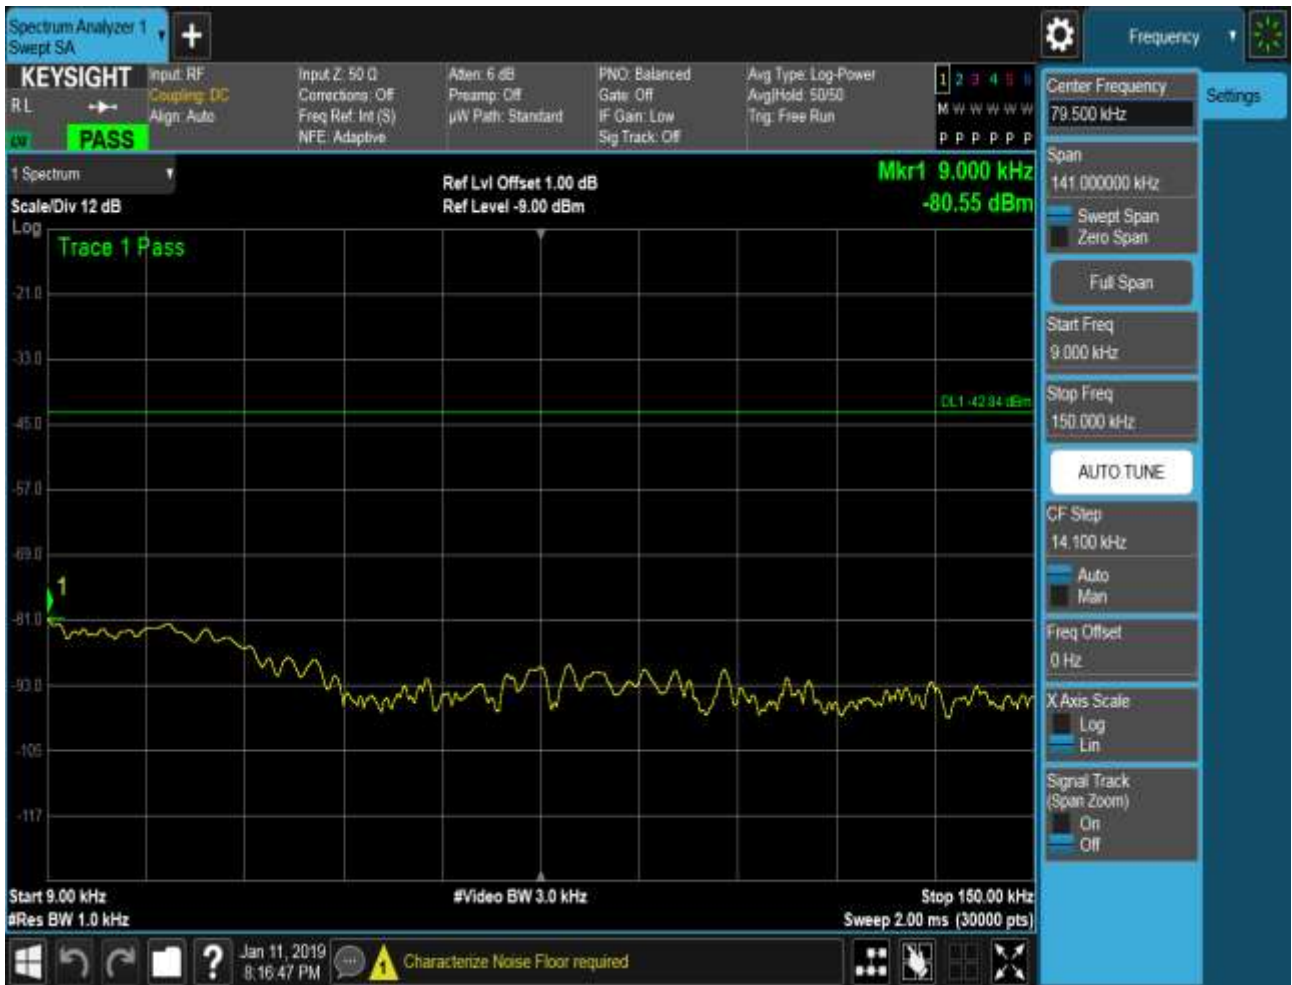 Spectrum Analyzer 1
Swept SA
+
Frequency
KEYSIGHT
R L
PASS
Input: RF
Coupling: DC
Align: Auto
Input Z: 50 Ω
Corrections: Off
Freq Ref: Int (S)
NFE: Adaptive
Atten: 6 dB
Preamp: Off
µW Path: Standard
PNO: Balanced
Gate: Off
IF Gain: Low
Sig Track: Off
Avg Type: Log-Power
Avg|Hold: 50/50
Trig: Free Run
1 2 3 4 5 6
M W W W W W
P P P P P P
1 Spectrum
Scale/Div 12 dB
Log
Ref Lvl Offset 1.00 dB
Ref Level -9.00 dBm
Mkr1 9.000 kHz
-80.55 dBm
Trace 1 Pass
-21.0
-33.0
DL1 -42.84 dBm
-45.0
-57.0
-69.0
1
-81.0
-93.0
-105
-117
Start 9.00 kHz
#Res BW 1.0 kHz
#Video BW 3.0 kHz
Stop 150.00 kHz
Sweep 2.00 ms (30000 pts)
Center Frequency
79.500 kHz
Settings
Span
141.000000 kHz
Swept Span
Zero Span
Full Span
Start Freq
9.000 kHz
Stop Freq
150.000 kHz
AUTO TUNE
CF Step
14.100 kHz
Auto
Man
Freq Offset
0 Hz
X Axis Scale
Log
Lin
Signal Track
(Span Zoom)
On
Off
?
Jan 11, 2019
8:16:47 PM
1
Characterize Noise Floor required